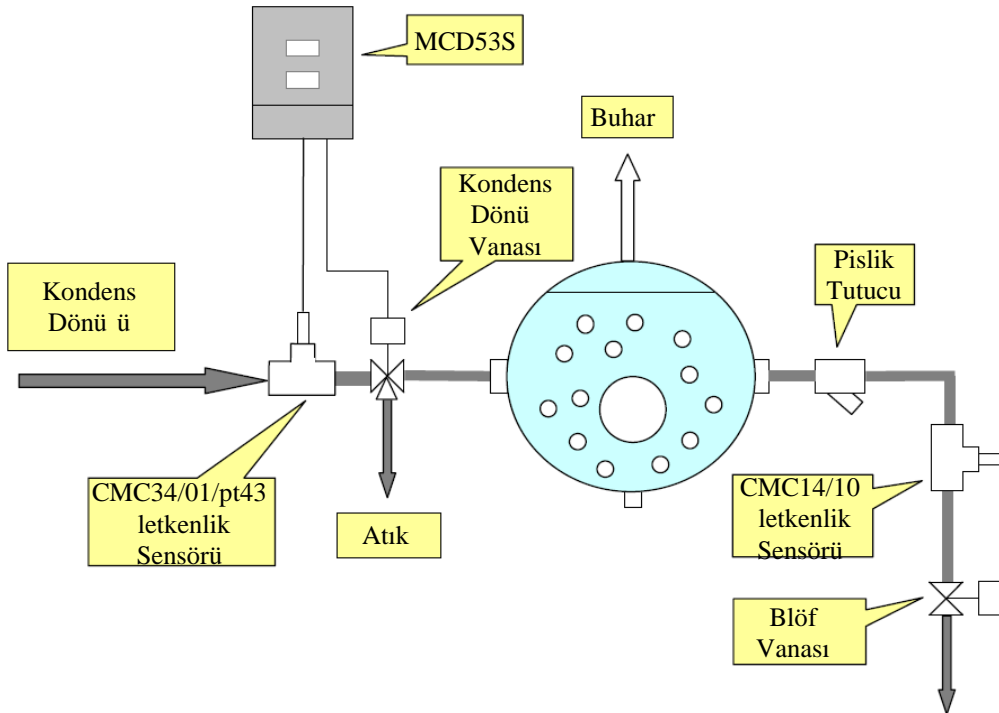 MCD53S
Buhar
Kondens
Dönü
Vanası
Pislik
Tutucu
Kondens
Dönü ü
CMC34/01/pt43
letkenlik
Sensörü
Atık
CMC14/10
letkenlik
Sensörü
Blöf
Vanası